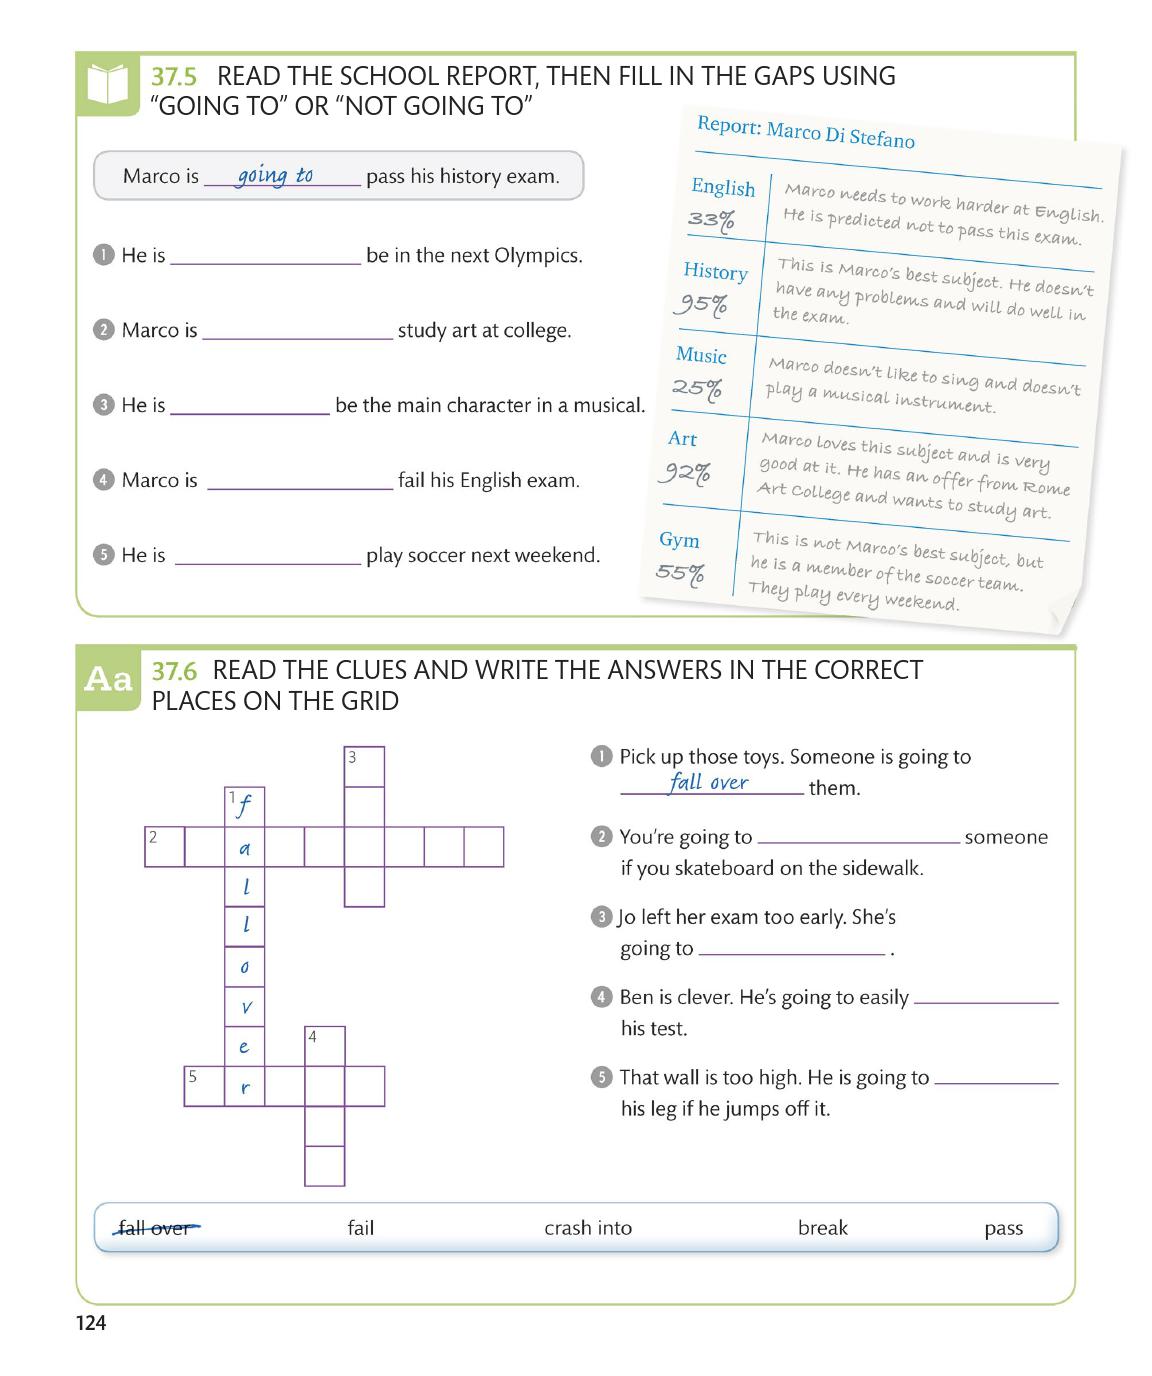 37.5 READ THE SCHOOL REPORT, THEN FILL IN THE GAPS USING
“GOING TO” OR “NOT GOING TO”
Marco is going to pass his history exam.
1 He is ____ be in the next Olympics.
2 Marco is ____ study art at college.
3 He is ____ be the main character in a musical.
4 Marco is ____ fail his English exam.
5 He is ____ play soccer next weekend.
Report: Marco Di Stefano
English
33%
Marco needs to work harder at English.
He is predicted not to pass this exam.
History
95%
This is Marco's best subject. He doesn't
have any problems and will do well in
the exam.
Music
25%
Marco doesn't like to sing and doesn't
play a musical instrument.
Art
92%
Marco loves this subject and is very
good at it. He has an offer from Rome
Art College and wants to study art.
Gym
55%
This is not Marco's best subject, but
he is a member of the soccer team.
They play every weekend.
Aa 37.6 READ THE CLUES AND WRITE THE ANSWERS IN THE CORRECT
PLACES ON THE GRID
3
1 f
2 a
l
l
o
v
e 4
5 r
1 Pick up those toys. Someone is going to
fall over them.
2 You’re going to ____ someone
if you skateboard on the sidewalk.
3 Jo left her exam too early. She’s
going to ____ .
4 Ben is clever. He’s going to easily ____
his test.
5 That wall is too high. He is going to ____
his leg if he jumps off it.
fall over fail crash into break pass
124